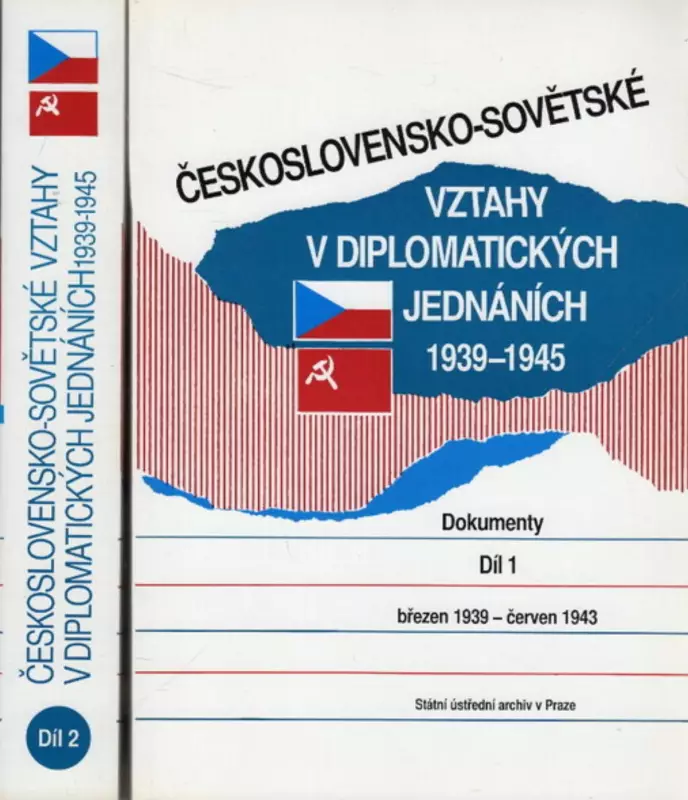 ČESKOSLOVENSKO-SOVĚTSKÉ VZTAHY
V DIPLOMATICKÝCH JEDNÁNÍCH 1939-1945
Díl 2
ČESKOSLOVENSKO-SOVĚTSKÉ
VZTAHY
V DIPLOMATICKÝCH
JEDNÁNÍCH
1939–1945
Dokumenty
Díl 1
březen 1939 – červen 1943
Státní ústřední archiv v Praze